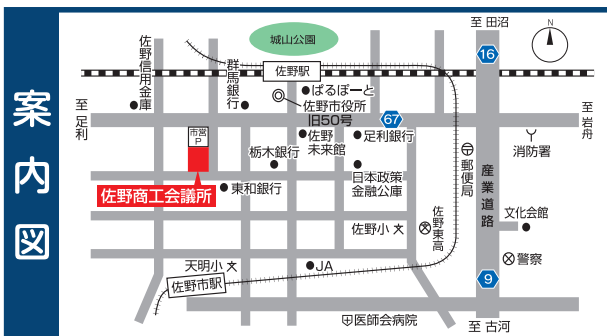 案内図
至 田沼
N
城山公園
16
佐野信用金庫
群馬銀行
佐野駅
ぱるぽーと
佐野市役所
至 足利
旧50号
67
至 岩舟
市営
P
佐野
未来館
足利銀行
消防署
栃木銀行
郵便局
産業道路
佐野商工会議所
東和銀行
日本政策
金融公庫
佐野小
佐野東高
文化会館
天明小
JA
警察
佐野市駅
9
医師会病院
至 古河